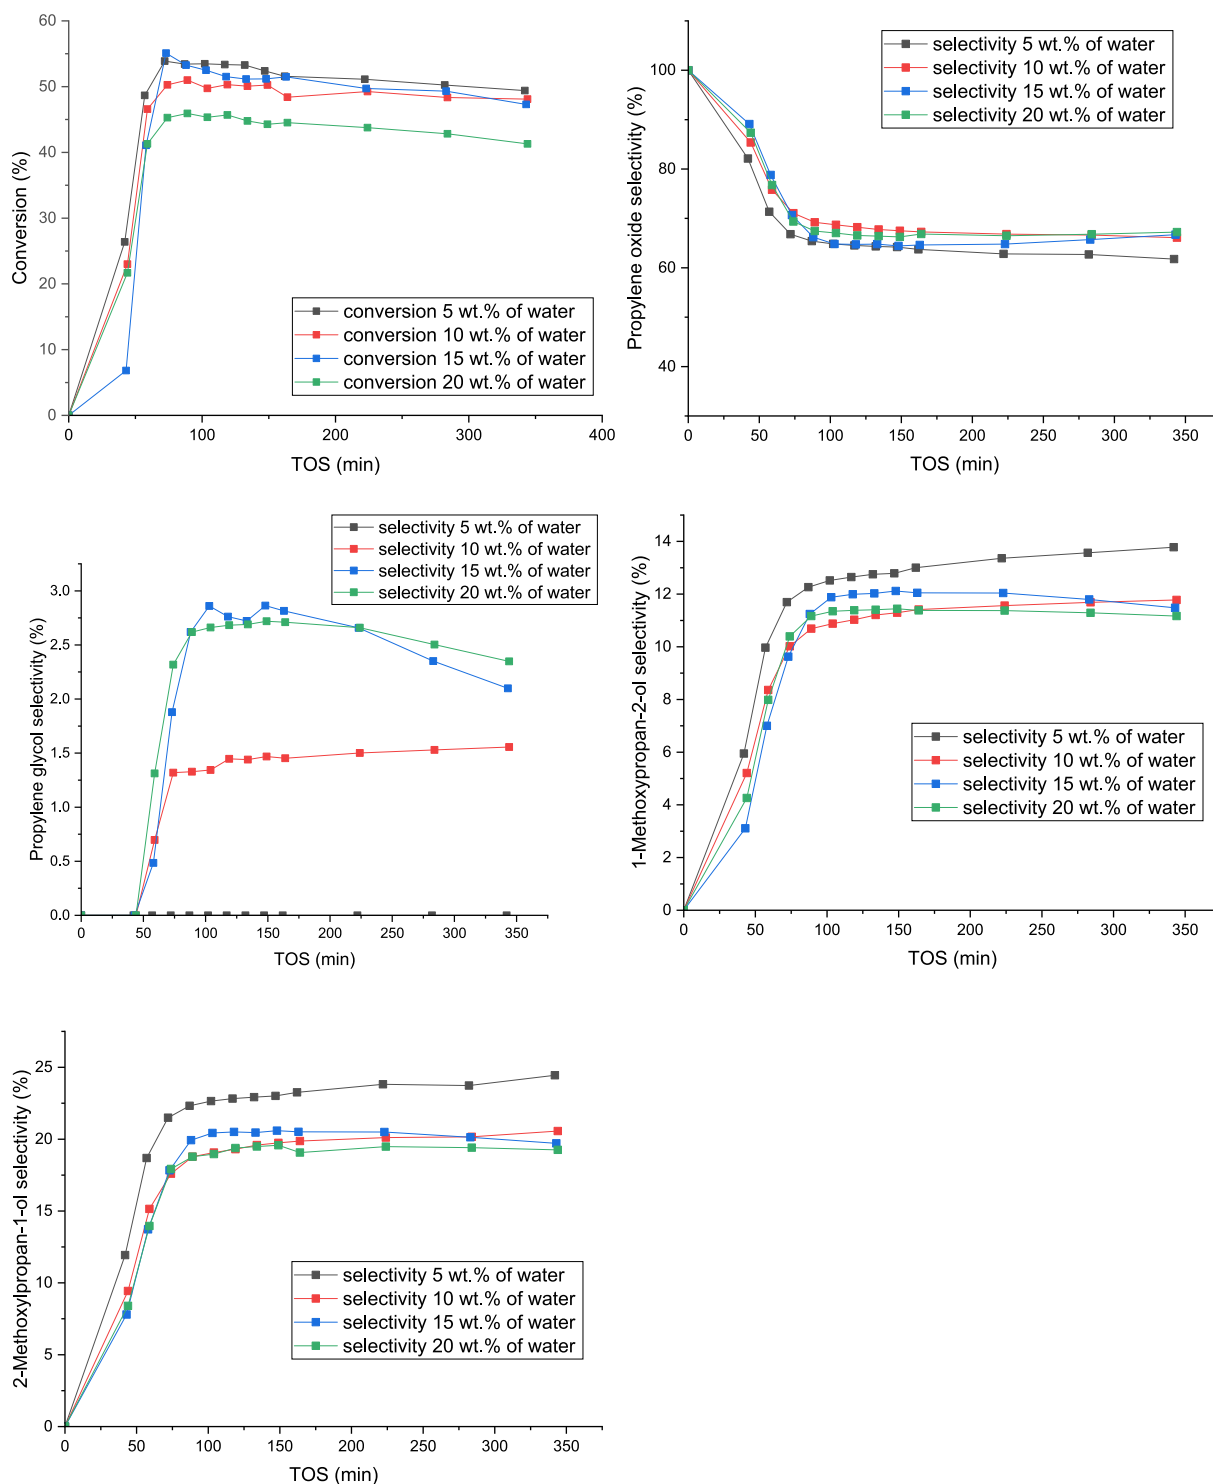 60
50
40
30
20
10
0
Conversion (%)
conversion 5 wt.% of water
conversion 10 wt.% of water
conversion 15 wt.% of water
conversion 20 wt.% of water
0 100 200 300 400
TOS (min)
100
80
60
40
Propylene oxide selectivity (%)
selectivity 5 wt.% of water
selectivity 10 wt.% of water
selectivity 15 wt.% of water
selectivity 20 wt.% of water
0 50 100 150 200 250 300 350
TOS (min)
selectivity 5 wt.% of water
selectivity 10 wt.% of water
selectivity 15 wt.% of water
selectivity 20 wt.% of water
3.0
2.5
2.0
1.5
1.0
0.5
0.0
Propylene glycol selectivity (%)
0 50 100 150 200 250 300 350
TOS (min)
14
12
10
8
6
4
2
0
1-Methoxypropan-2-ol selectivity (%)
selectivity 5 wt.% of water
selectivity 10 wt.% of water
selectivity 15 wt.% of water
selectivity 20 wt.% of water
0 50 100 150 200 250 300 350
TOS (min)
25
20
15
10
5
0
2-Methoxylpropan-1-ol selectivity (%)
selectivity 5 wt.% of water
selectivity 10 wt.% of water
selectivity 15 wt.% of water
selectivity 20 wt.% of water
0 50 100 150 200 250 300 350
TOS (min)